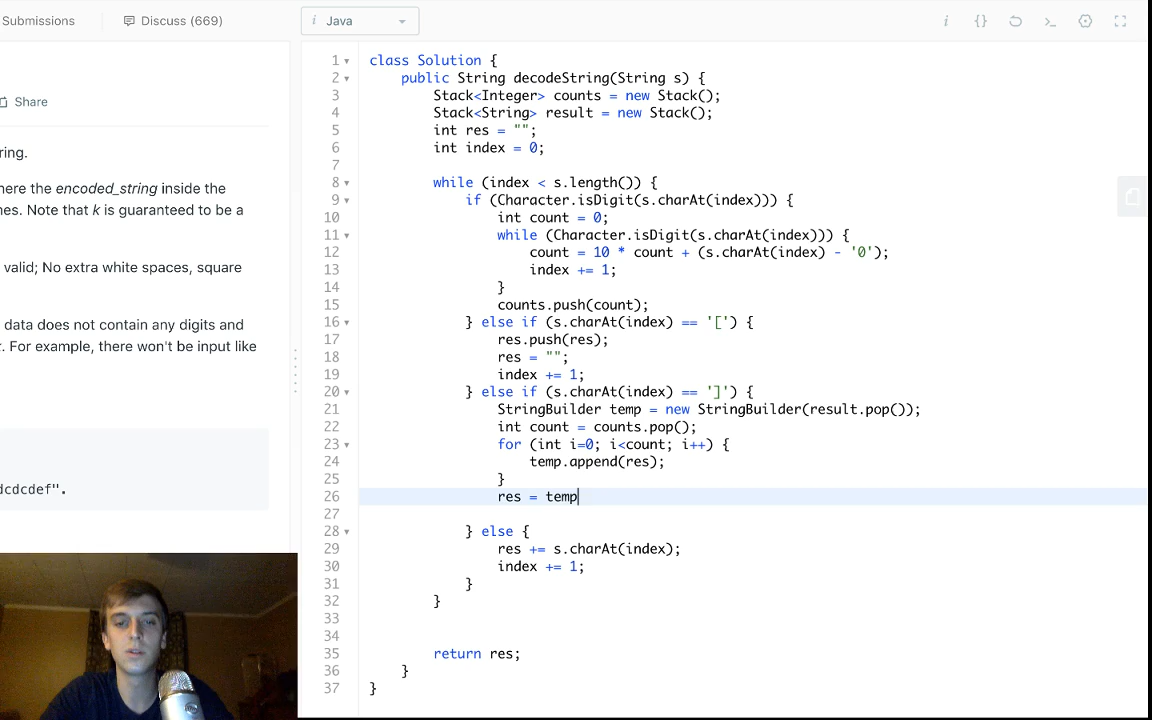 Submissions
Discuss (669)
i Java
i {} >_
Share
ring.
here the encoded_string inside the
nes. Note that k is guaranteed to be a
valid; No extra white spaces, square
data does not contain any digits and
For example, there won't be input like
dcdcdef".
1 class Solution {
2 public String decodeString(String s) {
3 Stack<Integer> counts = new Stack();
4 Stack<String> result = new Stack();
5 int res = "";
6 int index = 0;
7
8 while (index < s.length()) {
9 if (Character.isDigit(s.charAt(index))) {
10 int count = 0;
11 while (Character.isDigit(s.charAt(index))) {
12 count = 10 * count + (s.charAt(index) - '0');
13 index += 1;
14 }
15 counts.push(count);
16 } else if (s.charAt(index) == '[') {
17 res.push(res);
18 res = "";
19 index += 1;
20 } else if (s.charAt(index) == ']') {
21 StringBuilder temp = new StringBuilder(result.pop());
22 int count = counts.pop();
23 for (int i=0; i<count; i++) {
24 temp.append(res);
25 }
26 res = temp
27
28 } else {
29 res += s.charAt(index);
30 index += 1;
31 }
32 }
33
34
35 return res;
36 }
37 }